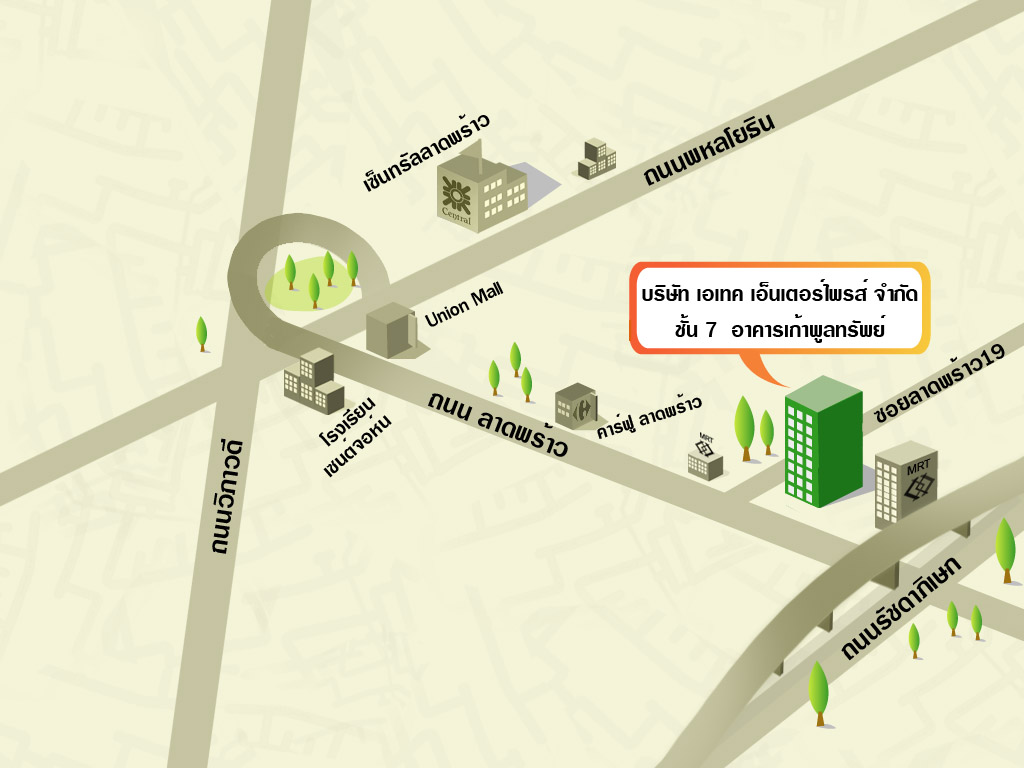 เซ็นทรัลลาดพร้าว
Central
ถนนพหลโยธิน
Union Mall
บริษัท เอเทค เอ็นเตอร์ไพรส์ จำกัด
ชั้น 7 อาคารเก้าพูลทรัพย์
ซอยลาดพร้าว19
ถนน ลาดพร้าว
คาร์ฟู ลาดพร้าว
โรงเรียน
เซนต์จอห์น
MRT
MRT
ถนนวิภาวดี
ถนนรัชดาภิเษก